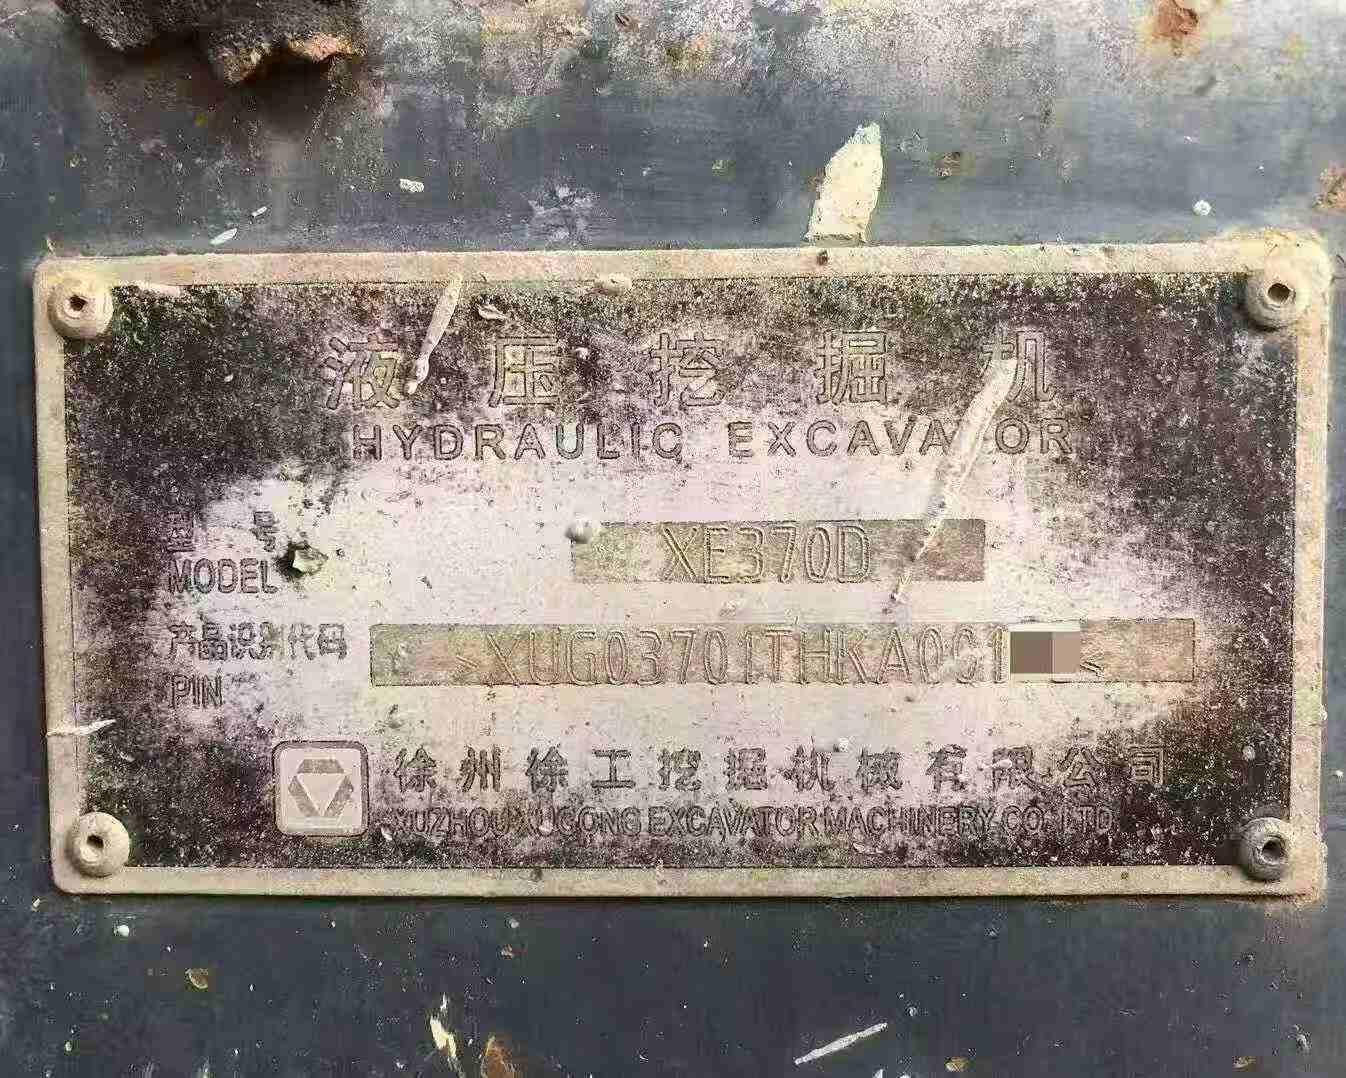 液压挖掘机
HYDRAULIC EXCAVATOR
型号
MODEL XE370D
产品识别代码
PIN >XUG03701THKA001
徐州徐工挖掘机械有限公司
XUZHOU XUGONG EXCAVATOR MACHINERY CO. LTD